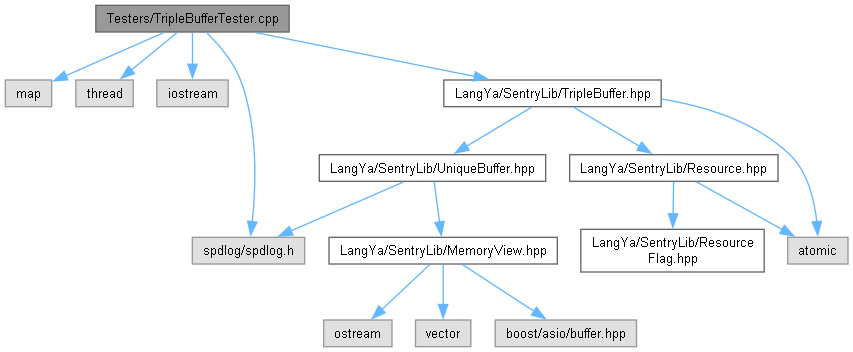 Testers/TripleBufferTester.cpp
map
thread
iostream
LangYa/SentryLib/TripleBuffer.hpp
LangYa/SentryLib/UniqueBuffer.hpp
LangYa/SentryLib/Resource.hpp
spdlog/spdlog.h
LangYa/SentryLib/MemoryView.hpp
LangYa/SentryLib/Resource
Flag.hpp
atomic
ostream
vector
boost/asio/buffer.hpp